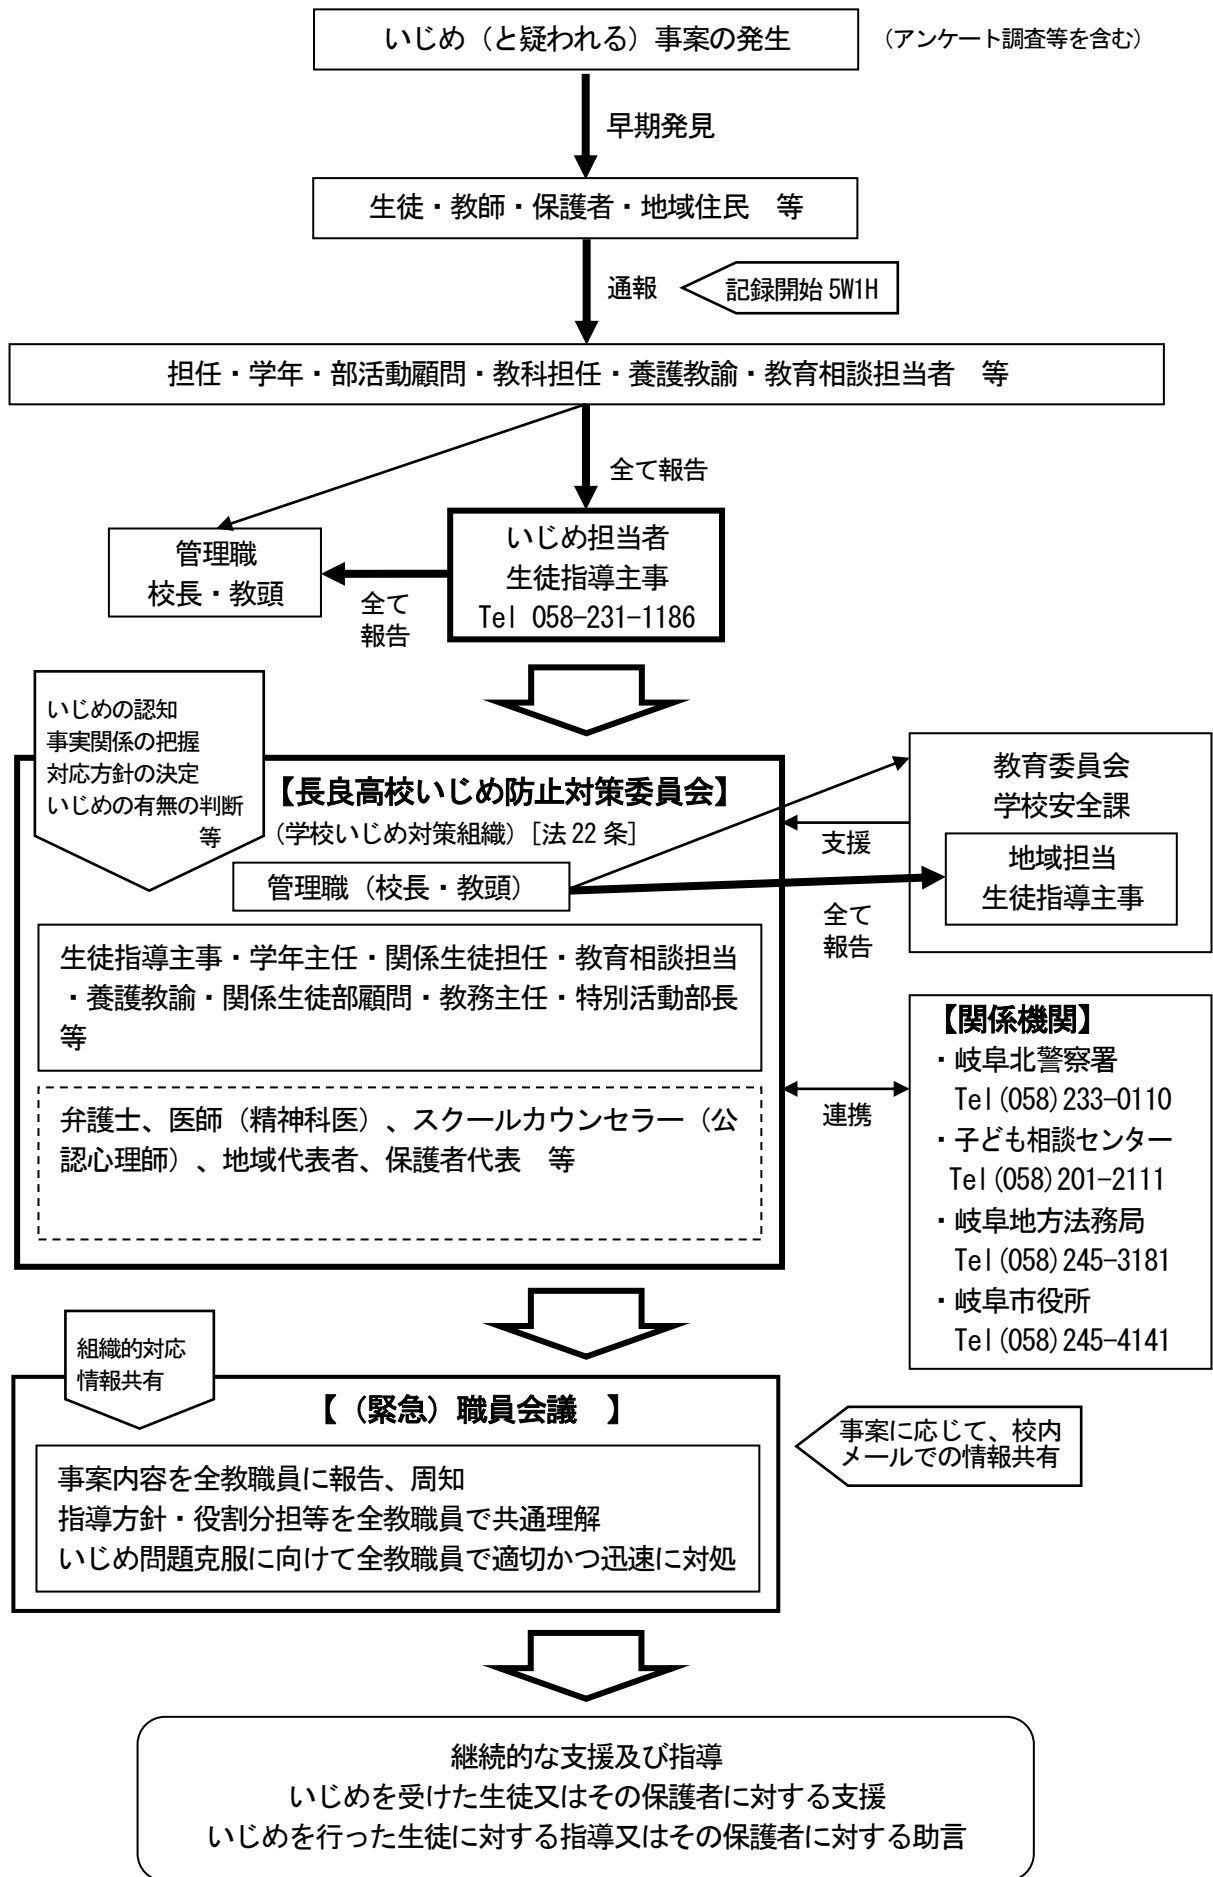 いじめ（と疑われる）事案の発生
（アンケート調査等を含む）
早期発見
生徒・教師・保護者・地域住民　等
通報
記録開始 5W1H
担任・学年・部活動顧問・教科担任・養護教諭・教育相談担当者　等
全て報告
管理職
校長・教頭
全て
報告
いじめ担当者
生徒指導主事
Tel 058-231-1186
いじめの認知
事実関係の把握
対応方針の決定
いじめの有無の判断
等
【長良高校いじめ防止対策委員会】
（学校いじめ対策組織）［法 22 条］
管理職（校長・教頭）
生徒指導主事・学年主任・関係生徒担任・教育相談担当
・養護教諭・関係生徒部顧問・教務主任・特別活動部長
等
弁護士、医師（精神科医）、スクールカウンセラー（公
認心理師）、地域代表者、保護者代表　等
教育委員会
学校安全課
地域担当
生徒指導主事
支援
全て
報告
連携
【関係機関】
・岐阜北警察署
Tel(058)233-0110
・子ども相談センター
Tel(058)201-2111
・岐阜地方法務局
Tel(058)245-3181
・岐阜市役所
Tel(058)245-4141
組織的対応
情報共有
【（緊急）職員会議　】
事案内容を全教職員に報告、周知
指導方針・役割分担等を全教職員で共通理解
いじめ問題克服に向けて全教職員で適切かつ迅速に対処
事案に応じて、校内
メールでの情報共有
継続的な支援及び指導
いじめを受けた生徒又はその保護者に対する支援
いじめを行った生徒に対する指導又はその保護者に対する助言